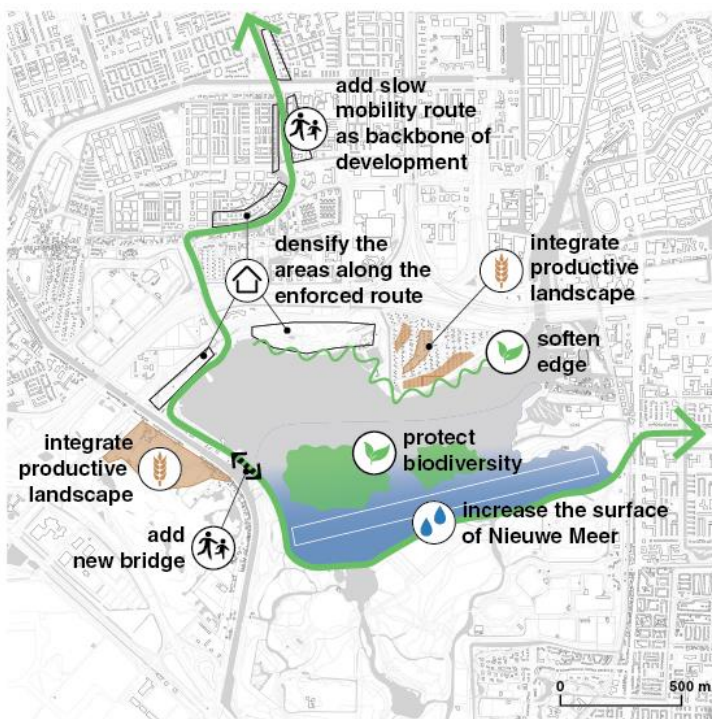 add slow
mobility route
as backbone of
development
densify the
areas along the
enforced route
integrate
productive
landscape
soften
edge
integrate
productive
landscape
protect
biodiversity
increase the surface
of Nieuwe Meer
add
new bridge
0 500 m